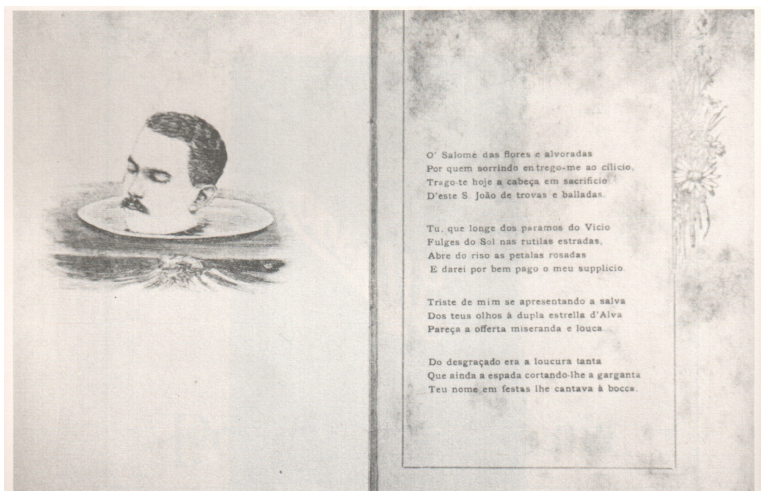 O' Salomé das flores e alvoradas
Por quem sorrindo entrego-me ao cilicio,
Trago-te hoje a cabeça em sacrificio
D'este S. João de trovas e balladas.
Tu, que longe dos paramos do Vicio
Fulges do Sol nas rutilas estradas,
Abre do riso as petalas rosadas
E darei por bem pago o meu supplicio.
Triste de mim se apresentando a salva
Dos teus olhos á dupla estrella d'Alva
Pareça a offerta miseranda e louca
Do desgraçado era a loucura tanta
Que ainda a espada cortando-lhe a garganta
Teu nome em festas lhe cantava á bocca.